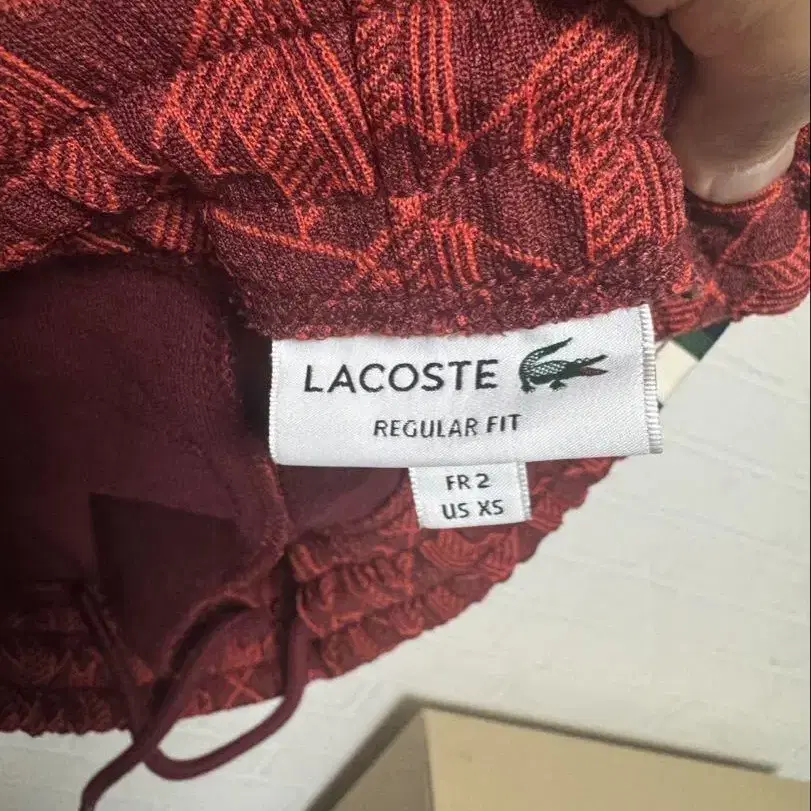 LACOSTE
REGULAR FIT
FR 2
US XS